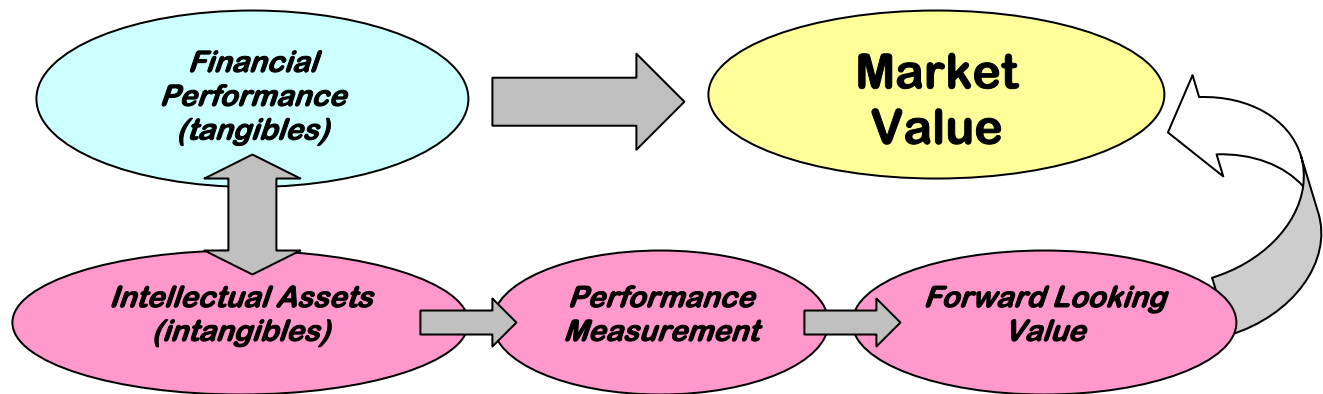 Financial
Performance
(tangibles)
Market
Value
Intellectual Assets
(intangibles)
Performance
Measurement
Forward Looking
Value